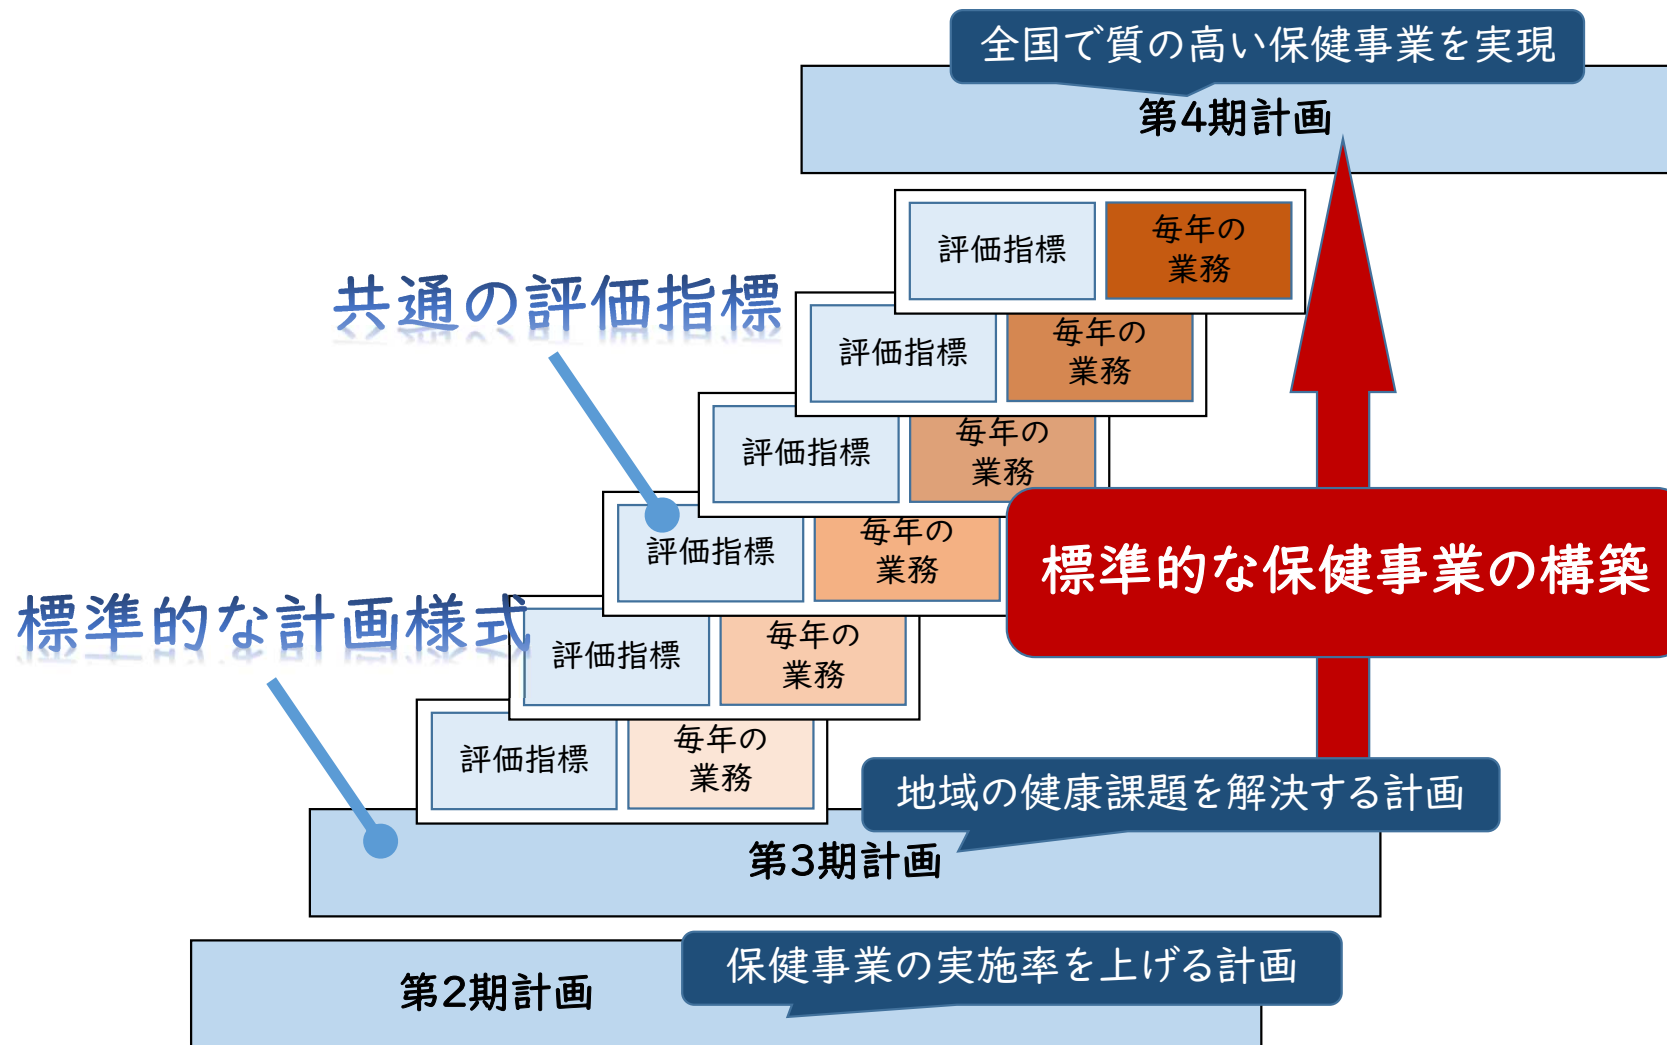 全国で質の高い保健事業を実現
第4期計画
評価指標
毎年の
業務
共通の評価指標
評価指標
毎年の
業務
評価指標
毎年の
業務
評価指標
毎年の
業務
標準的な保健事業の構築
標準的な計画様式
評価指標
毎年の
業務
評価指標
毎年の
業務
地域の健康課題を解決する計画
第3期計画
保健事業の実施率を上げる計画
第2期計画